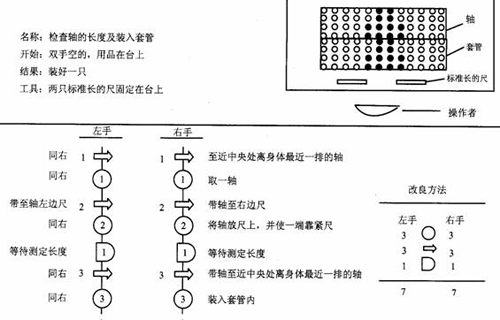 名称：检查轴的长度及装入套管
开始：双手空的，用品在台上
结果：装好一只
工具：两只标准长的尺固定在台上
轴
套管
标准长的尺
操作者
左手 右手
同右 1 1 至近中央处离身体最近一排的轴
同右 1 1 取一轴
带至轴左边尺 2 2 带轴至右边尺
同右 2 2 将轴放尺上，并使一端靠紧尺
等待测定长度 1 1 等待测定长度
同右 3 3 带轴至近中央处离身体最近一排的轴
同右 3 3 装入套管内
改良方法
左手 右手
3 3
3 3
1 1
7 7